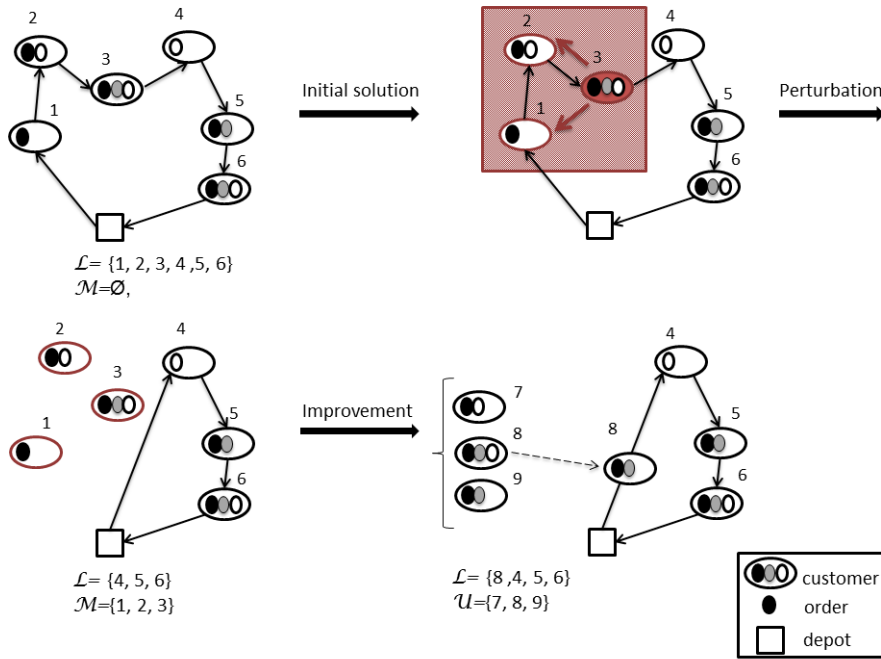 2
4
3
1
5
6
ℒ= {1, 2, 3, 4 ,5, 6}
ℳ=Ø,
Initial solution
2
4
3
1
5
6
Perturbation
2
4
3
1
5
6
ℒ= {4, 5, 6}
ℳ={1, 2, 3}
Improvement
7
8
9
4
8
5
6
ℒ= {8 ,4, 5, 6}
𝒰={7, 8, 9}
customer
order
depot